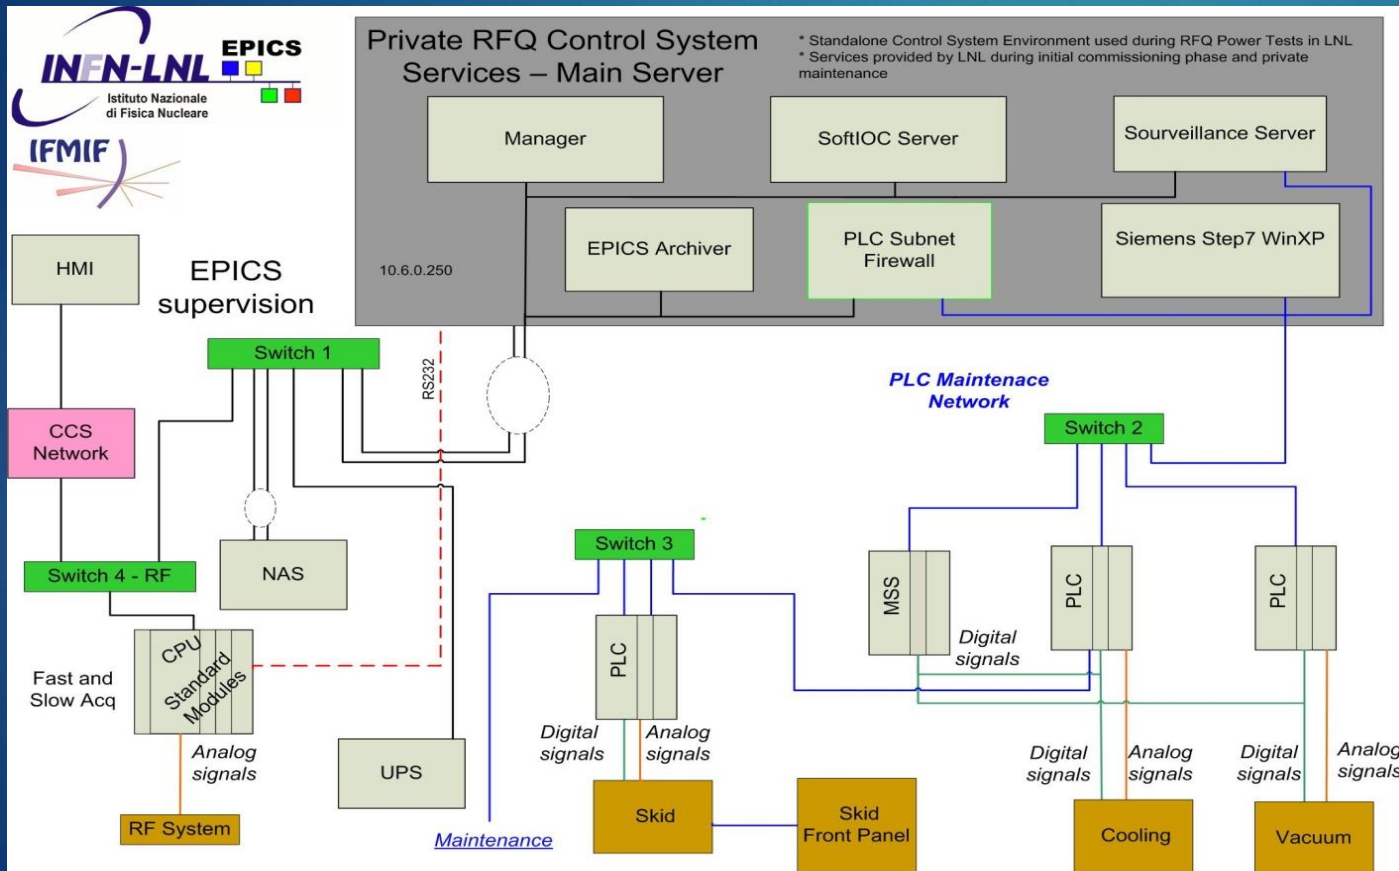 INFN-LNL
EPICS
Istituto Nazionale
di Fisica Nucleare
IFMIF
Private RFQ Control System
Services – Main Server
* Standalone Control System Environment used during RFQ Power Tests in LNL
* Services provided by LNL during initial commissioning phase and private
maintenance
Manager
SoftIOC Server
Sourveillance Server
EPICS Archiver
PLC Subnet
Firewall
Siemens Step7 WinXP
10.6.0.250
HMI
EPICS
supervision
Switch 1
RS232
CCS
Network
PLC Maintenace
Network
Switch 2
Switch 4 - RF
NAS
Switch 3
MSS
PLC
PLC
CPU
Standard
Modules
Fast and
Slow Acq
PLC
Digital
signals
Analog
signals
UPS
Digital
signals
Analog
signals
Digital
signals
Analog
signals
Digital
signals
Analog
signals
RF System
Maintenance
Skid
Skid
Front Panel
Cooling
Vacuum